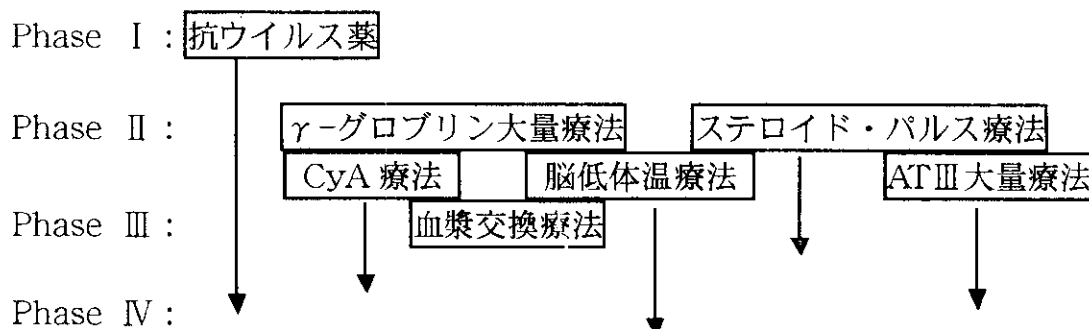 Phase Ⅰ : 抗ウイルス薬
Phase Ⅱ : γ-グロブリン大量療法 ステロイド・パルス療法
CyA 療法 脳低体温療法 ATⅢ大量療法
Phase Ⅲ : 血漿交換療法
Phase Ⅳ :